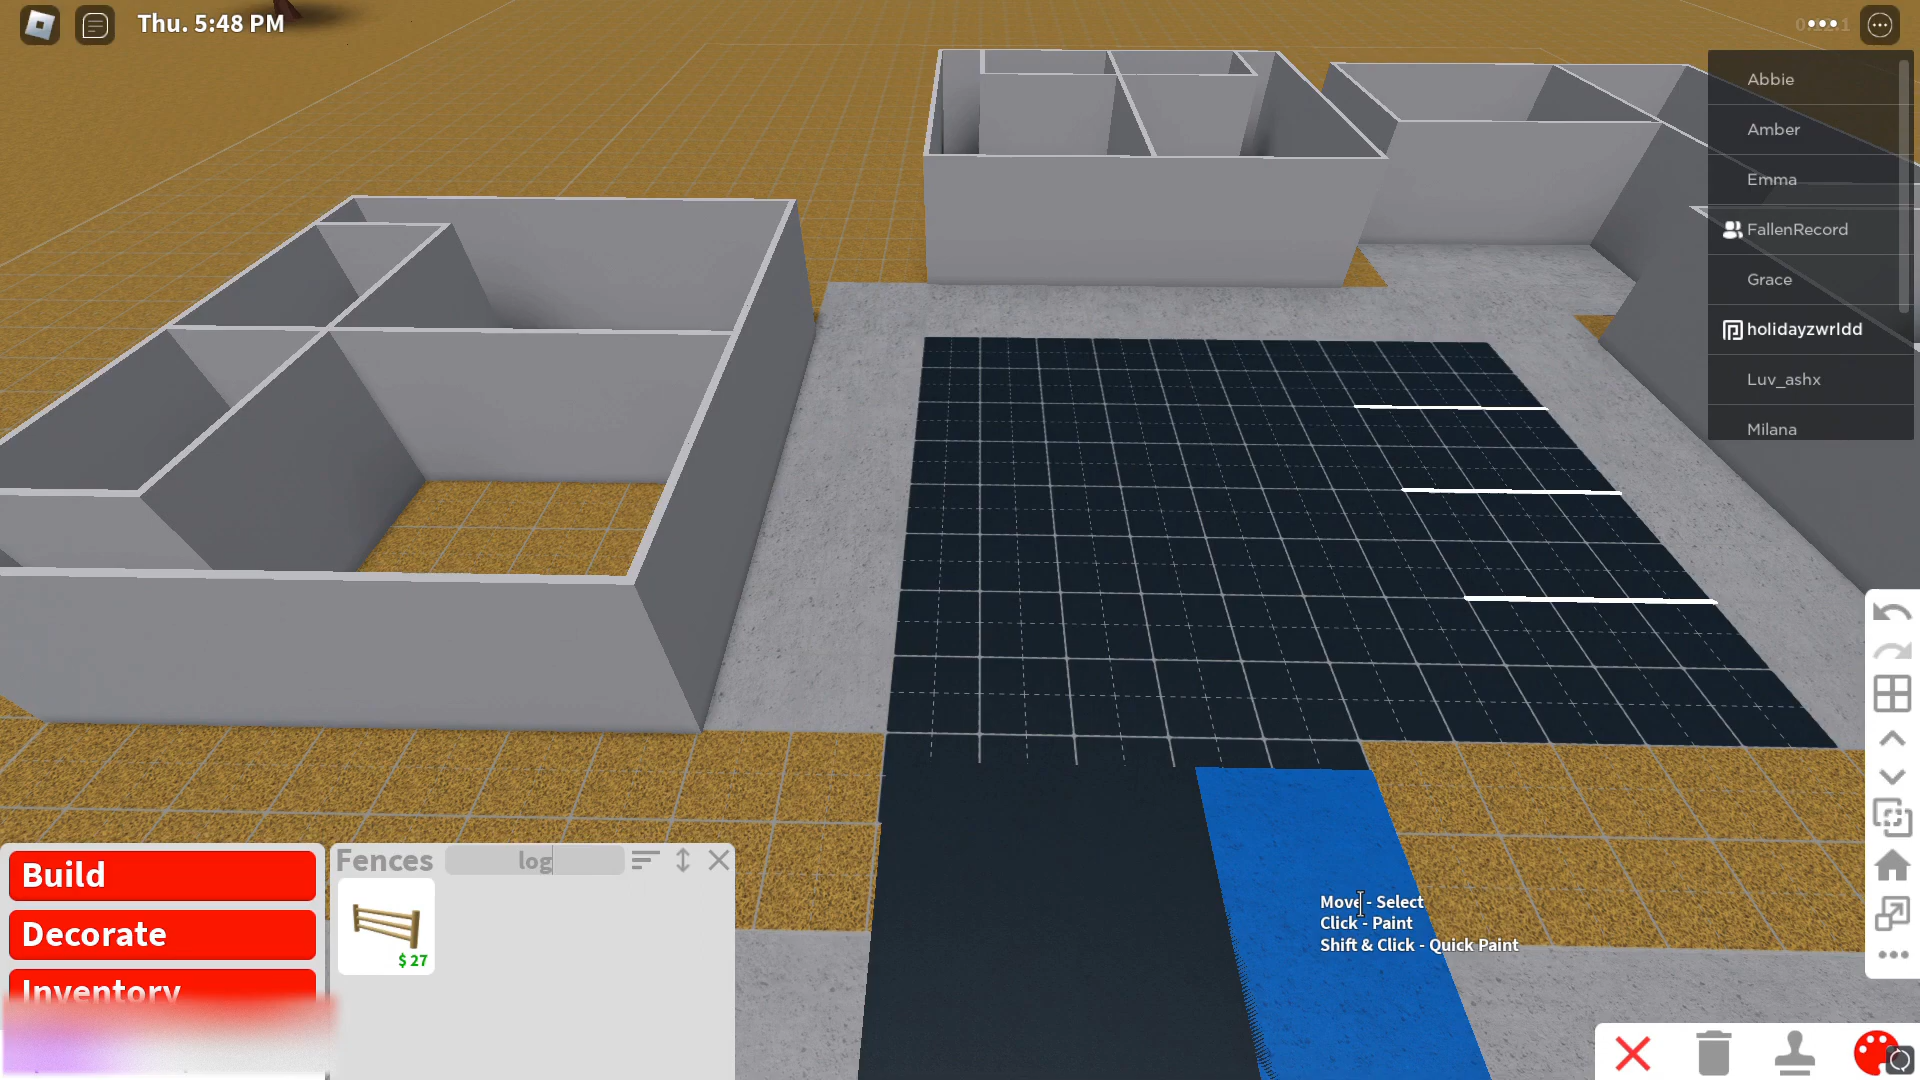 Thu. 5:48 PM
Abbie
Amber
Emma
FallenRecord
Grace
holidayzwrldd
Luv_ashx
Milana
Build
Decorate
Inventory
Fences
log
$ 27
Move - Select
Click - Paint
Shift & Click - Quick Paint